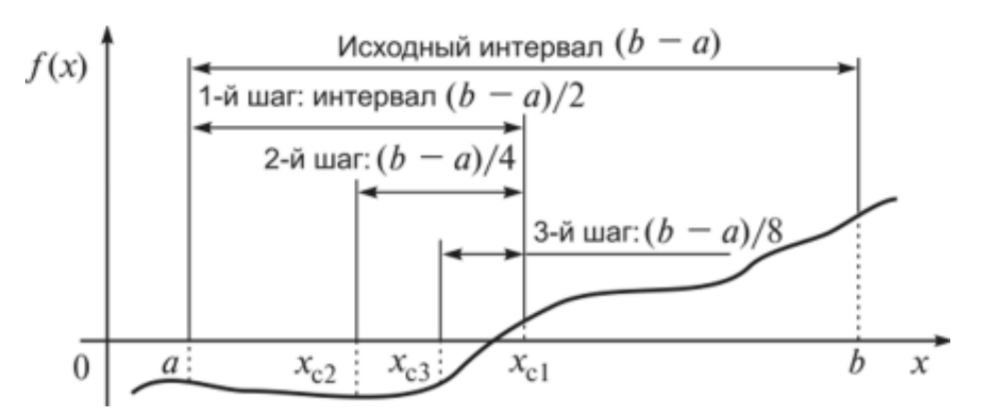 Исходный интервал (b − a)
f(x)
1-й шаг: интервал (b − a)/2
2-й шаг: (b − a)/4
3-й шаг: (b − a)/8
0 a xc2 xc3 xc1 b x